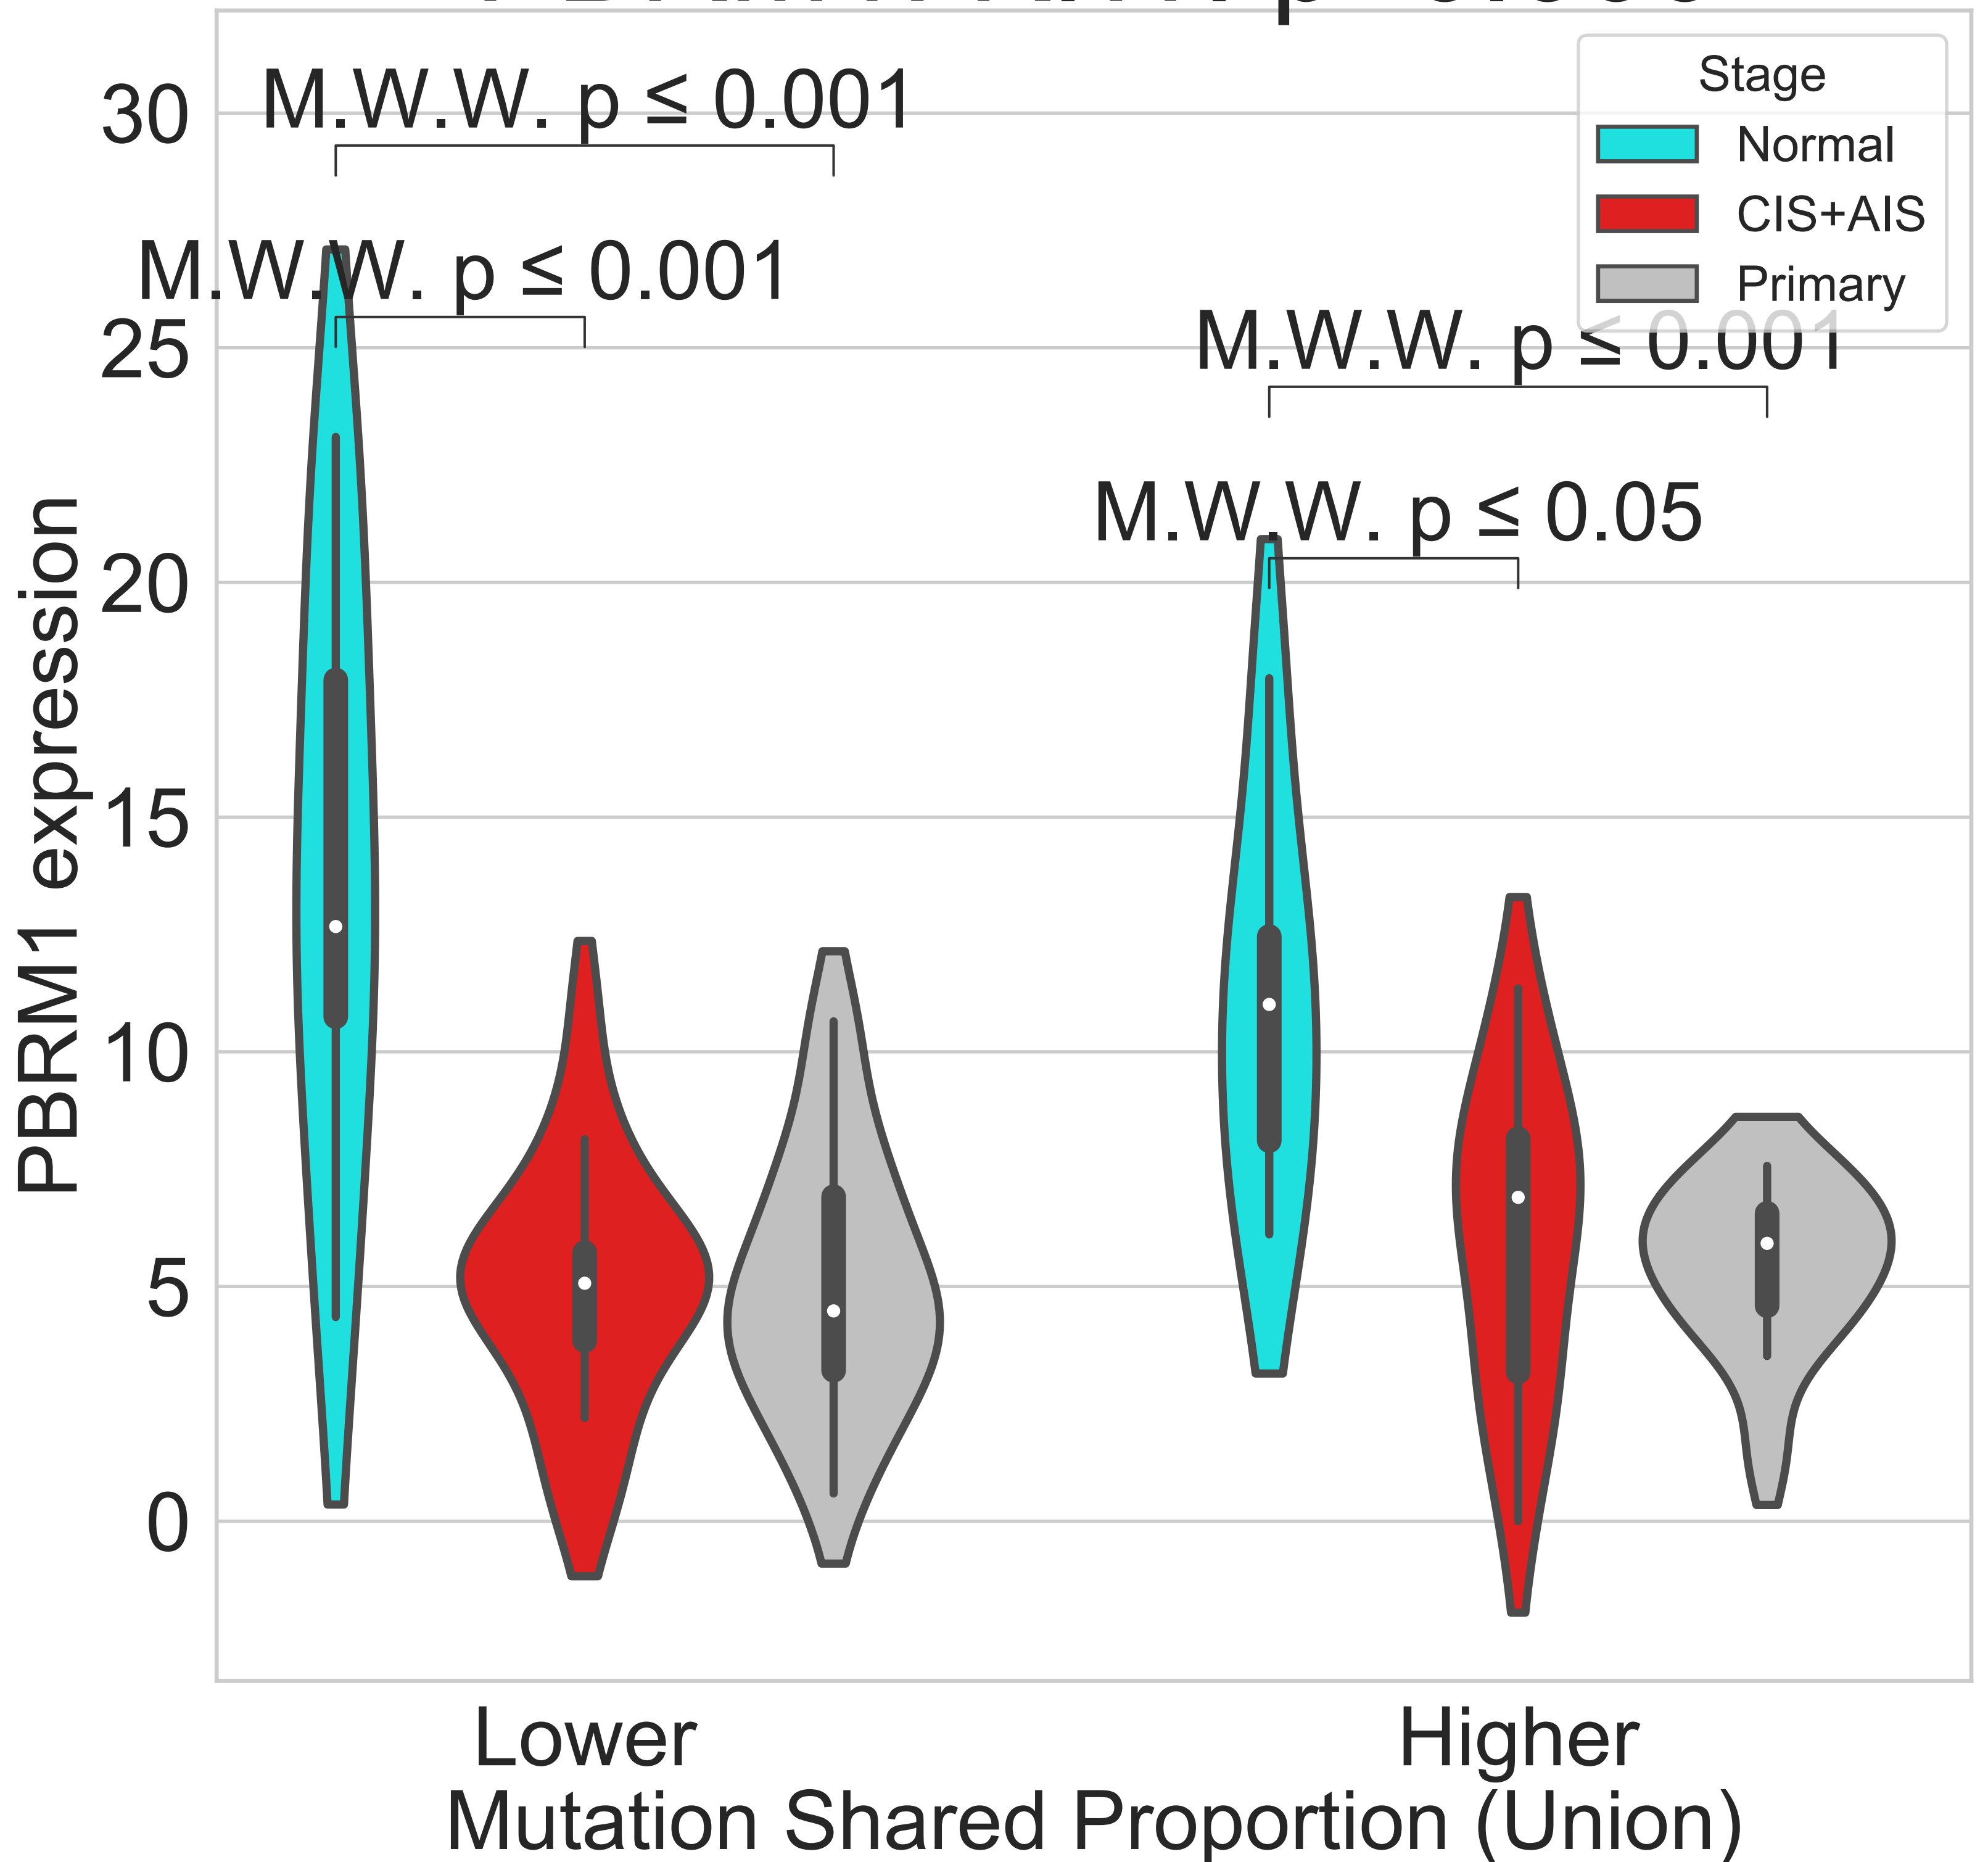 M.W.W. p ≤ 0.001
M.W.W. p ≤ 0.001
M.W.W. p ≤ 0.001
M.W.W. p ≤ 0.05
Stage
Normal
CIS+AIS
Primary
30
25
20
15
10
5
0
PBRM1 expression
Lower
Higher
Mutation Shared Proportion (Union)